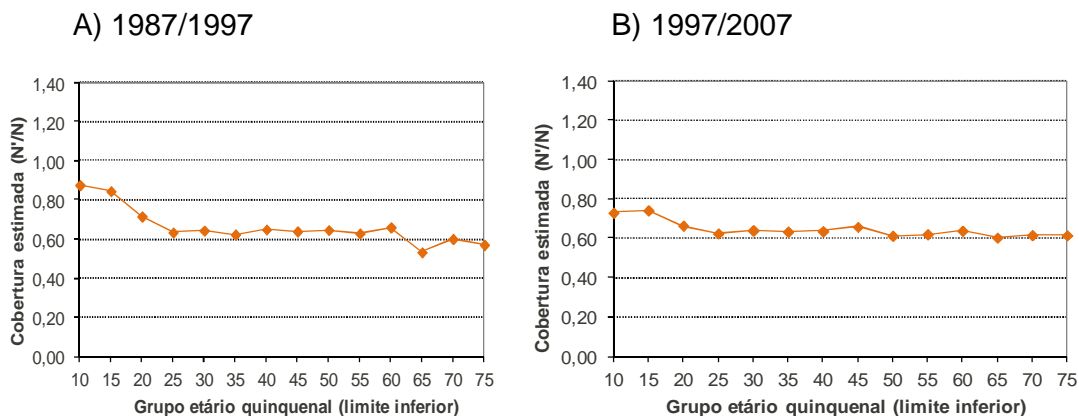 A) 1987/1997
B) 1997/2007
Cobertura estimada (N'/N)
1,40
1,20
1,00
0,80
0,60
0,40
0,20
0,00
10 15 20 25 30 35 40 45 50 55 60 65 70 75
Grupo etário quinquenal (limite inferior)
Cobertura estimada (N'/N)
1,40
1,20
1,00
0,80
0,60
0,40
0,20
0,00
10 15 20 25 30 35 40 45 50 55 60 65 70 75
Grupo etário quinquenal (limite inferior)